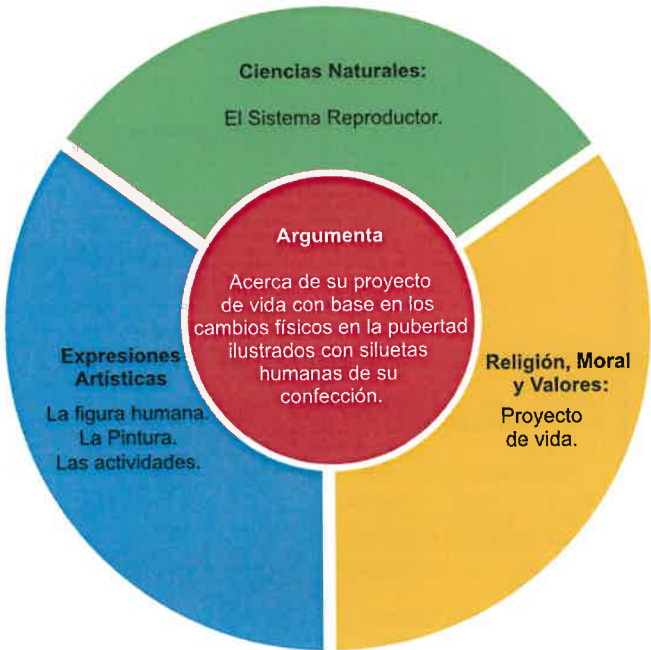 Ciencias Naturales:
El Sistema Reproductor.
Argumenta
Acerca de su proyecto
de vida con base en los
cambios físicos en la pubertad
ilustrados con siluetas
humanas de su
confección.
Expresiones
Artísticas
La figura humana.
La Pintura.
Las actividades.
Religión, Moral
y Valores:
Proyecto
de vida.